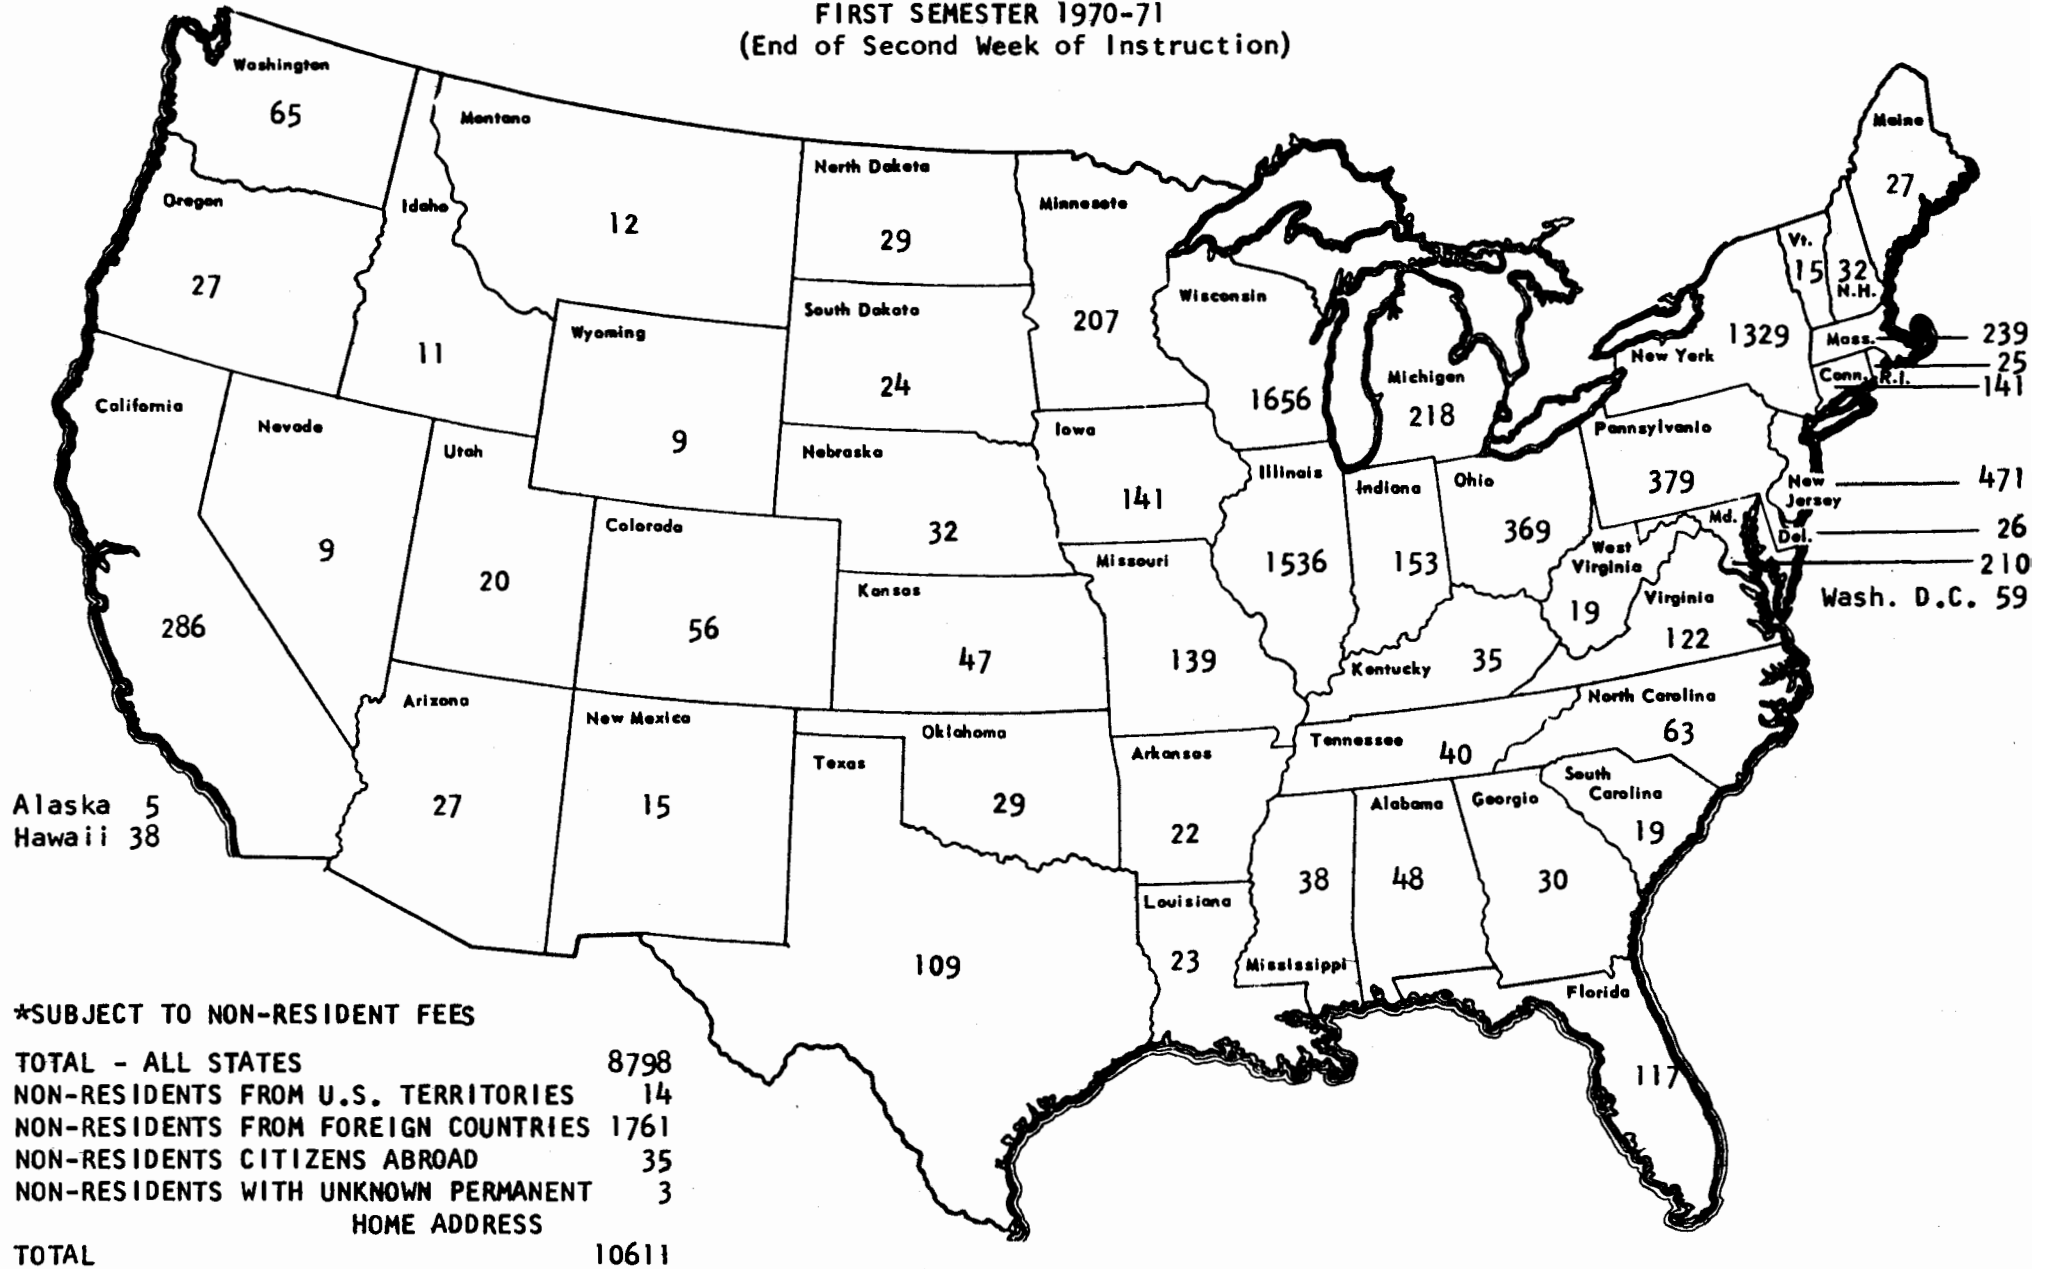 FIRST SEMESTER 1970-71
(End of Second Week of Instruction)
Washington
65
Montana
12
North Dakota
29
Minnesota
207
Maine
27
Oregon
27
Idaho
11
Vt.
15
32
N.H.
Wyoming
9
South Dakota
24
Wisconsin
1656
Michigan
218
New York
1329
Mass.
239
R.I.
25
Conn.
141
California
286
Nevada
9
Utah
20
Nebraska
32
Iowa
141
Illinois
1536
Indiana
153
Ohio
369
Pennsylvania
379
New
Jersey
471
Md.
Del.
26
210
Wash. D.C. 59
Colorado
56
Kansas
47
Missouri
139
West
Virginia
19
Virginia
122
Kentucky
35
Arizona
27
New Mexico
15
Oklahoma
29
Texas
109
Arkansas
22
Tennessee
40
North Carolina
63
South
Carolina
19
Alabama
48
Georgia
30
38
Mississippi
Louisiana
23
Florida
117
Alaska 5
Hawaii 38
*SUBJECT TO NON-RESIDENT FEES
TOTAL - ALL STATES 8798
NON-RESIDENTS FROM U.S. TERRITORIES 14
NON-RESIDENTS FROM FOREIGN COUNTRIES 1761
NON-RESIDENTS CITIZENS ABROAD 35
NON-RESIDENTS WITH UNKNOWN PERMANENT 3
HOME ADDRESS
TOTAL 10611